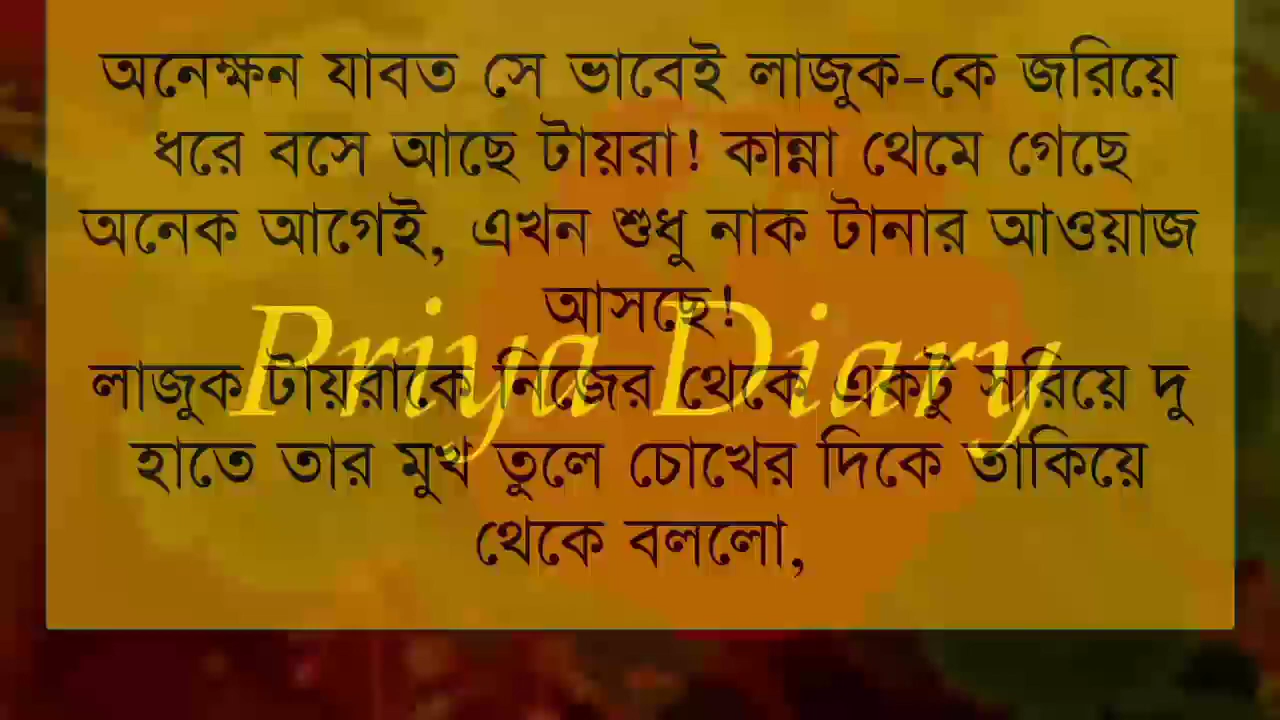 অনেক্ষন যাবত সে ভাবেই লাজুক-কে জরিয়ে
ধরে বসে আছে টায়রা! কান্না থেমে গেছে
অনেক আগেই, এখন শুধু নাক টানার আওয়াজ
আসছে!
Priya Diary
লাজুক টায়রাকে নিজের থেকে একটু সরিয়ে দু
হাতে তার মুখ তুলে চোখের দিকে তাকিয়ে
থেকে বললো,